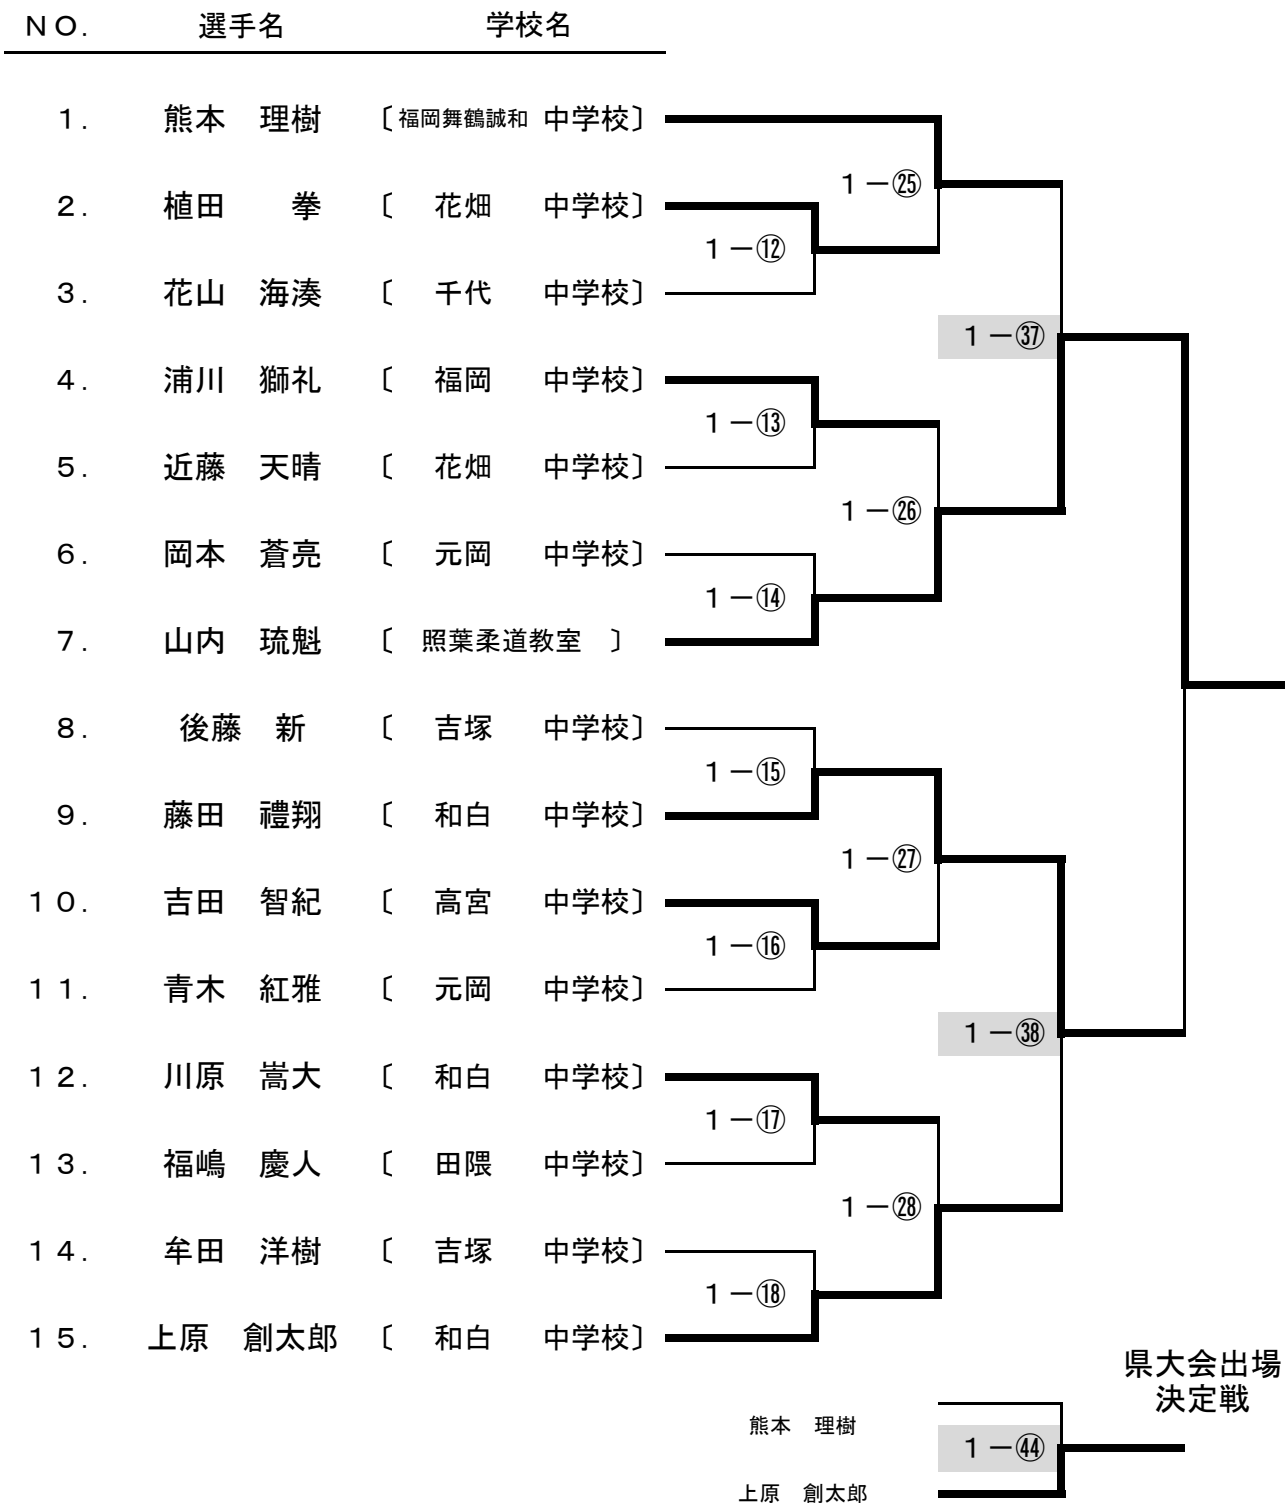 ＮＯ. 選手名 学校名
１. 熊本 理樹 〔福岡舞鶴誠和 中学校〕
１－㉕
２. 植田 拳 〔 花畑 中学校〕
１－⑫
３. 花山 海湊 〔 千代 中学校〕
１－㊲
４. 浦川 獅礼 〔 福岡 中学校〕
１－⑬
５. 近藤 天晴 〔 花畑 中学校〕
１－㉖
６. 岡本 蒼亮 〔 元岡 中学校〕
１－⑭
７. 山内 琉魁 〔 照葉柔道教室 〕
８. 後藤 新 〔 吉塚 中学校〕
１－⑮
９. 藤田 禮翔 〔 和白 中学校〕
１－㉗
１０. 吉田 智紀 〔 高宮 中学校〕
１－⑯
１１. 青木 紅雅 〔 元岡 中学校〕
１－㊳
１２. 川原 嵩大 〔 和白 中学校〕
１－⑰
１３. 福嶋 慶人 〔 田隈 中学校〕
１－㉘
１４. 牟田 洋樹 〔 吉塚 中学校〕
１－⑱
１５. 上原 創太郎 〔 和白 中学校〕
県大会出場
決定戦
熊本 理樹
１－㊹
上原 創太郎